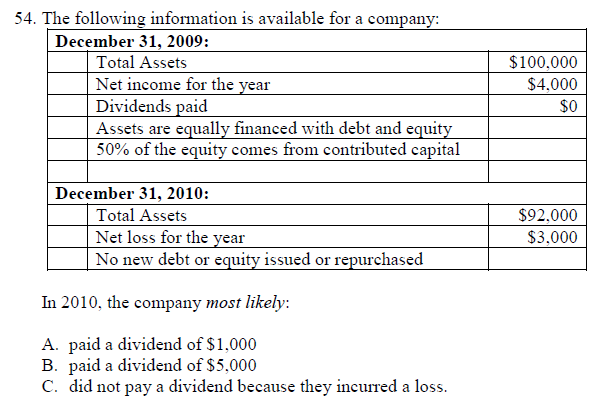 54. The following information is available for a company:
December 31, 2009:
Total Assets $100,000
Net income for the year $4,000
Dividends paid $0
Assets are equally financed with debt and equity
50% of the equity comes from contributed capital
December 31, 2010:
Total Assets $92,000
Net loss for the year $3,000
No new debt or equity issued or repurchased
In 2010, the company most likely:
A. paid a dividend of $1,000
B. paid a dividend of $5,000
C. did not pay a dividend because they incurred a loss.